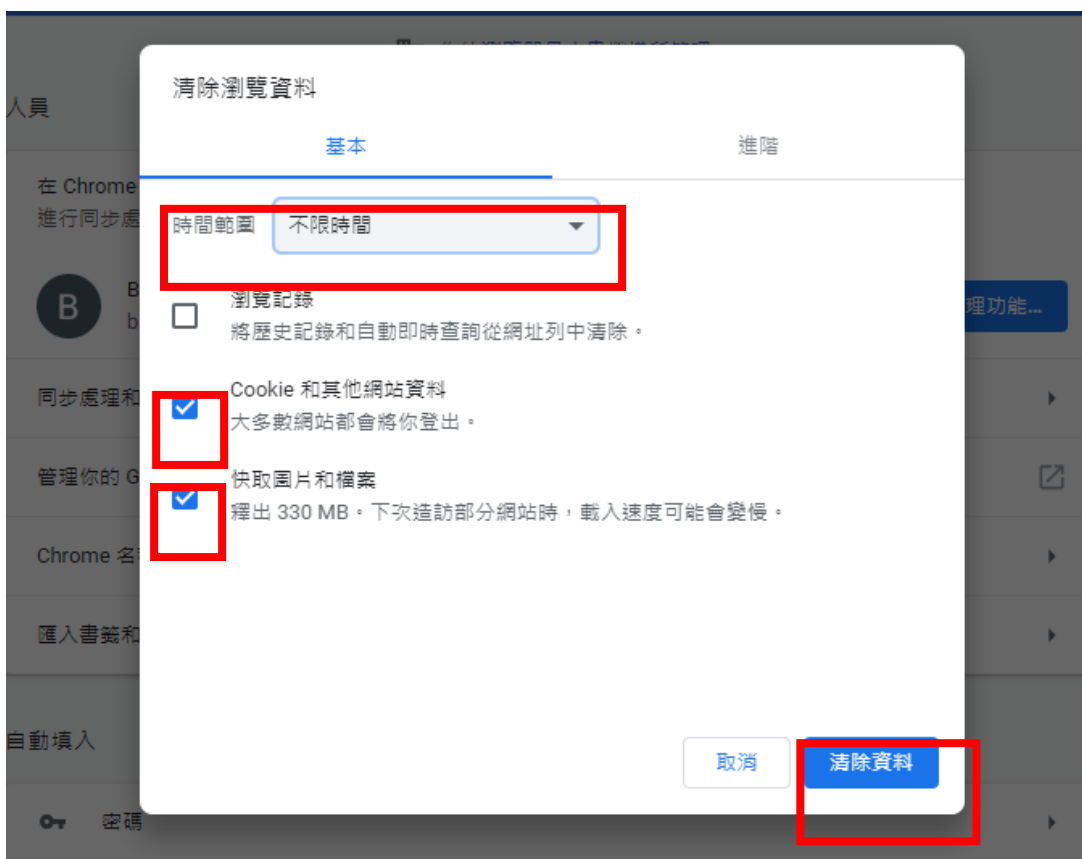 清除瀏覽資料
人員
基本
進階
在 Chrome
進行同步處
時間範圍
不限時間
B
瀏覽記錄
將歷史記錄和自動即時查詢從網址列中清除。
理功能...
Cookie 和其他網站資料
大多數網站都會將你登出。
同步處理和
快取圖片和檔案
釋出 330 MB。下次造訪部分網站時，載入速度可能會變慢。
管理你的 G
Chrome 名
匯入書籤和
自動填入
取消
清除資料
密碼